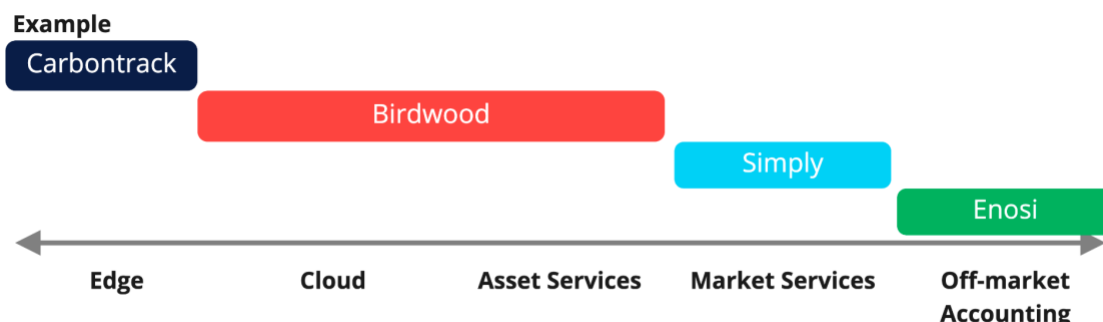 Example
Carbontrack
Birdwood
Simply
Enosi
Edge
Cloud
Asset Services
Market Services
Off-market
Accounting